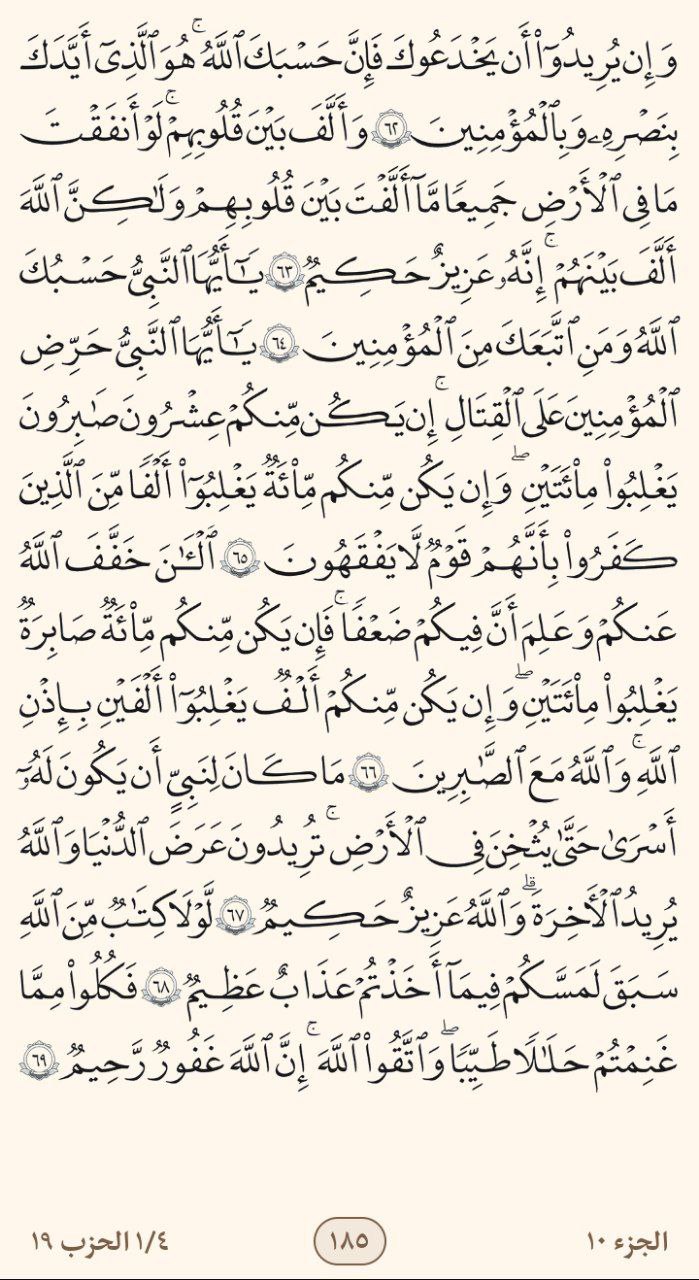 وَإِن يُرِيدُوٓاْ أَن يَخۡدَعُوكَ فَإِنَّ حَسۡبَكَ ٱللَّهُۚ هُوَ ٱلَّذِيٓ أَيَّدَكَ
بِنَصۡرِهِۦ وَبِٱلۡمُؤۡمِنِينَ ٦٢ وَأَلَّفَ بَيۡنَ قُلُوبِهِمۡۚ لَوۡ أَنفَقۡتَ
مَا فِي ٱلۡأَرۡضِ جَمِيعٗا مَّآ أَلَّفۡتَ بَيۡنَ قُلُوبِهِمۡ وَلَٰكِنَّ ٱللَّهَ
أَلَّفَ بَيۡنَهُمۡۚ إِنَّهُۥ عَزِيزٌ حَكِيمٞ ٦٣ يَٰٓأَيُّهَا ٱلنَّبِيُّ حَسۡبُكَ
ٱللَّهُ وَمَنِ ٱتَّبَعَكَ مِنَ ٱلۡمُؤۡمِنِينَ ٦٤ يَٰٓأَيُّهَا ٱلنَّبِيُّ حَرِّضِ
ٱلۡمُؤۡمِنِينَ عَلَى ٱلۡقِتَالِۚ إِن يَكُن مِّنكُمۡ عِشۡرُونَ صَٰبِرُونَ
يَغۡلِبُواْ مِاْئَتَيۡنِۖ وَإِن يَكُن مِّنكُم مِّاْئَةٞ يَغۡلِبُوٓاْ أَلۡفٗا مِّنَ ٱلَّذِينَ
كَفَرُواْ بِأَنَّهُمۡ قَوۡمٞ لَّا يَفۡقَهُونَ ٦٥ ٱلۡـَٰٔنَ خَفَّفَ ٱللَّهُ
عَنكُمۡ وَعَلِمَ أَنَّ فِيكُمۡ ضَعۡفٗاۚ فَإِن يَكُن مِّنكُم مِّاْئَةٞ صَابِرَةٞ
يَغۡلِبُواْ مِاْئَتَيۡنِۖ وَإِن يَكُن مِّنكُمۡ أَلۡفٞ يَغۡلِبُوٓاْ أَلۡفَيۡنِ بِإِذۡنِ
ٱللَّهِۚ وَٱللَّهُ مَعَ ٱلصَّٰبِرِينَ ٦٦ مَا كَانَ لِنَبِيٍّ أَن يَكُونَ لَهُۥٓ
أَسۡرَىٰ حَتَّىٰ يُثۡخِنَ فِي ٱلۡأَرۡضِۚ تُرِيدُونَ عَرَضَ ٱلدُّنۡيَا وَٱللَّهُ
يُرِيدُ ٱلۡأٓخِرَةَۗ وَٱللَّهُ عَزِيزٌ حَكِيمٞ ٦٧ لَّوۡلَا كِتَٰبٞ مِّنَ ٱللَّهِ
سَبَقَ لَمَسَّكُمۡ فِيمَآ أَخَذۡتُمۡ عَذَابٌ عَظِيمٞ ٦٨ فَكُلُواْ مِمَّا
غَنِمۡتُمۡ حَلَٰلٗا طَيِّبٗاۖ وَٱتَّقُواْ ٱللَّهَۚ إِنَّ ٱللَّهَ غَفُورٞ رَّحِيمٞ ٦٩
الجزء ١٠ ١٨٥ ١/٤ الحزب ١٩